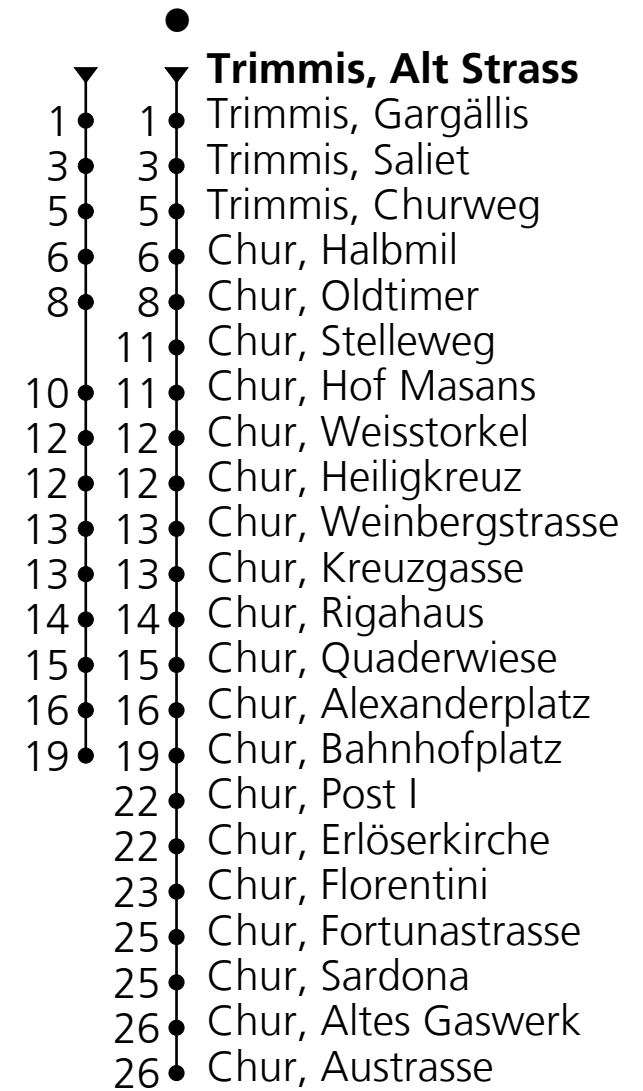 Trimmis, Alt Strass
1 1 Trimmis, Gargällis
3 3 Trimmis, Saliet
5 5 Trimmis, Churweg
6 6 Chur, Halbmil
8 8 Chur, Oldtimer
11 Chur, Stelleweg
10 11 Chur, Hof Masans
12 12 Chur, Weisstorkel
12 12 Chur, Heiligkreuz
13 13 Chur, Weinbergstrasse
13 13 Chur, Kreuzgasse
14 14 Chur, Rigahaus
15 15 Chur, Quaderwiese
16 16 Chur, Alexanderplatz
19 19 Chur, Bahnhofplatz
22 Chur, Post I
22 Chur, Erlöserkirche
23 Chur, Florentini
25 Chur, Fortunastrasse
25 Chur, Sardona
26 Chur, Altes Gaswerk
26 Chur, Austrasse